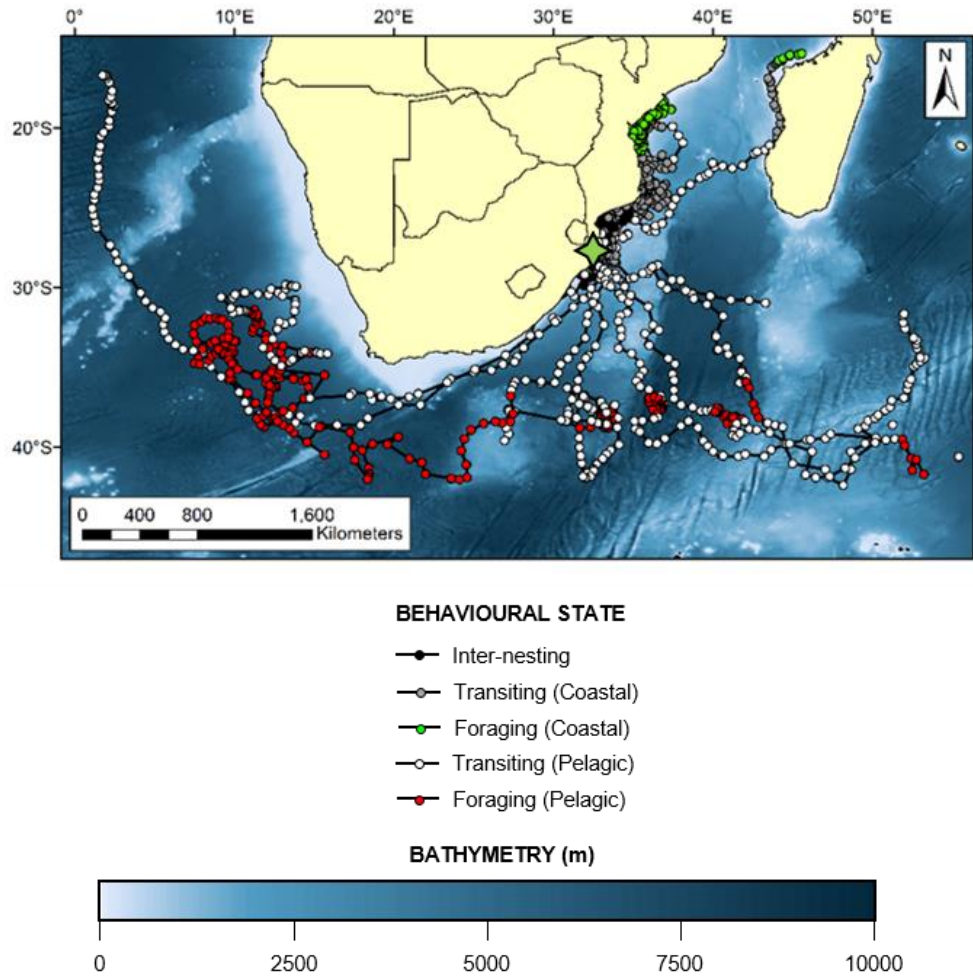 0° 10°E 20°E 30°E 40°E 50°E
N
20°S
30°S
40°S
0 400 800 1,600
Kilometers
BEHAVIOURAL STATE
Inter-nesting
Transiting (Coastal)
Foraging (Coastal)
Transiting (Pelagic)
Foraging (Pelagic)
BATHYMETRY (m)
0 2500 5000 7500 10000